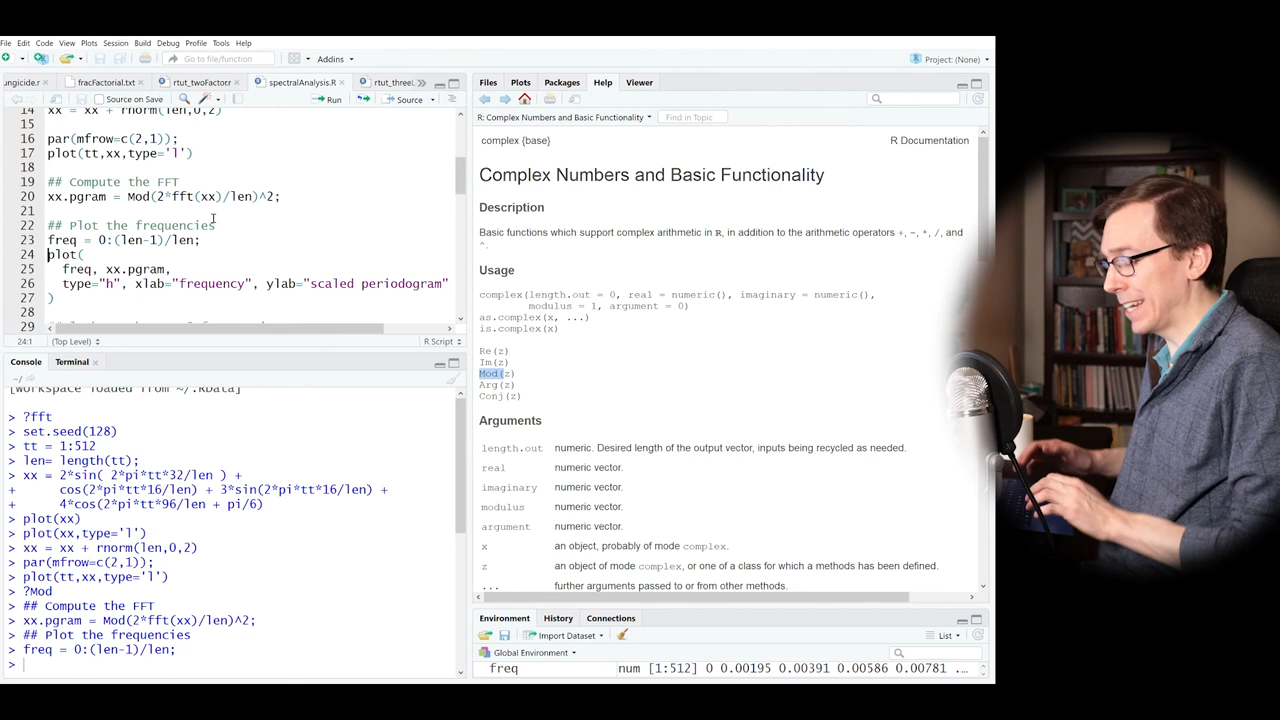 File Edit Code View Plots Session Build Debug Profile Tools Help
Go to file/function
Addins
Project: (None)
ungicide.r
fracFactorial.txt
rtut_twoFactor.r
spectralAnalysis.R
rtut_threeL
Source on Save
Run
Source
14 xx = xx + rnorm(len,0,2)
15
16 par(mfrow=c(2,1));
17 plot(tt,xx,type='l')
18
19 ## Compute the FFT
20 xx.pgram = Mod(2*fft(xx)/len)^2;
21
22 ## Plot the frequencies
23 freq = 0:(len-1)/len;
24 plot(
25 freq, xx.pgram,
26 type="h", xlab="frequency", ylab="scaled periodogram"
27 )
28
29
24:1 (Top Level) R Script
Console Terminal
~/
[Workspace loaded from ~/.RData]
> ?fft
> set.seed(128)
> tt = 1:512
> len= length(tt);
> xx = 2*sin( 2*pi*tt*32/len ) +
+ cos(2*pi*tt*16/len) + 3*sin(2*pi*tt*16/len) +
+ 4*cos(2*pi*tt*96/len + pi/6)
> plot(xx)
> plot(xx,type='l')
> xx = xx + rnorm(len,0,2)
> par(mfrow=c(2,1));
> plot(tt,xx,type='l')
> ?Mod
> ## Compute the FFT
> xx.pgram = Mod(2*fft(xx)/len)^2;
> ## Plot the frequencies
> freq = 0:(len-1)/len;
>
Files Plots Packages Help Viewer
R: Complex Numbers and Basic Functionality Find in Topic
complex {base} R Documentation
Complex Numbers and Basic Functionality
Description
Basic functions which support complex arithmetic in R, in addition to the arithmetic operators +, -, *, /, and
^.
Usage
complex(length.out = 0, real = numeric(), imaginary = numeric(),
modulus = 1, argument = 0)
as.complex(x, ...)
is.complex(x)
Re(z)
Im(z)
Mod(z)
Arg(z)
Conj(z)
Arguments
length.out numeric. Desired length of the output vector, inputs being recycled as needed.
real numeric vector.
imaginary numeric vector.
modulus numeric vector.
argument numeric vector.
x an object, probably of mode complex.
z an object of mode complex, or one of a class for which a methods has been defined.
... further arguments passed to or from other methods.
Environment History Connections
Import Dataset List
Global Environment
freq num [1:512] 0 0.00195 0.00391 0.00586 0.00781 ...